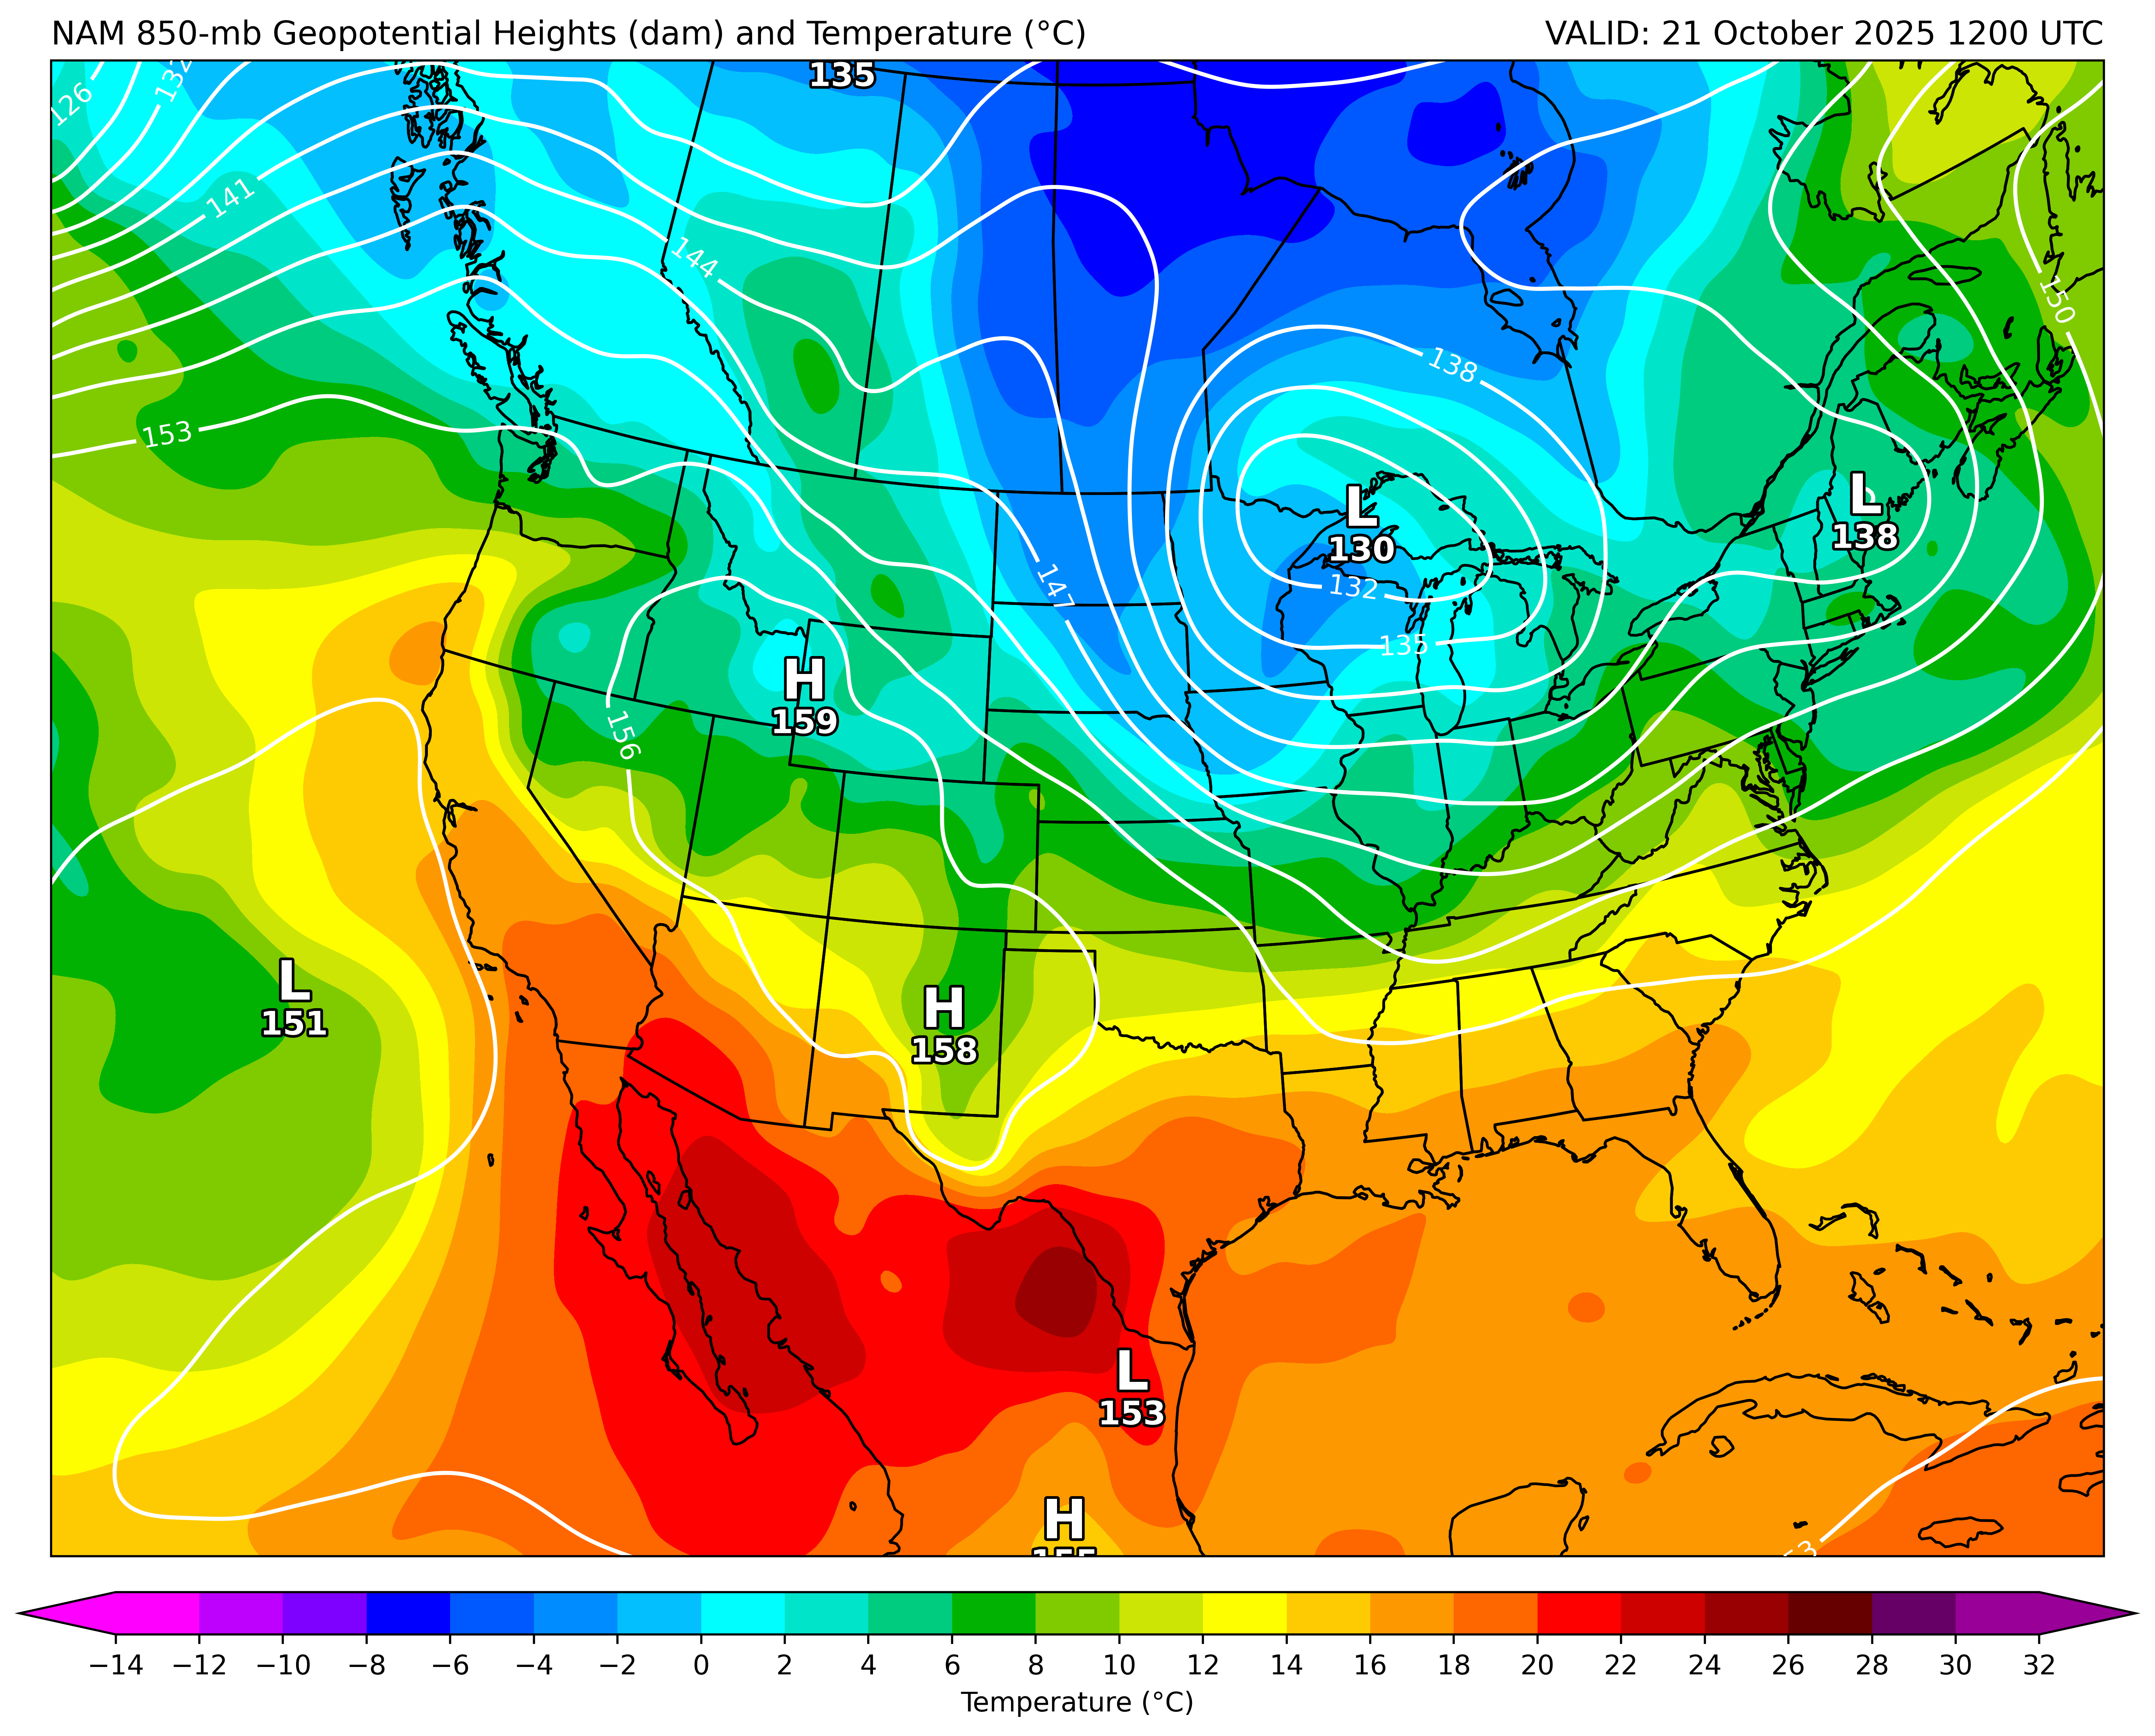 NAM 850-mb Geopotential Heights (dam) and Temperature (°C)
VALID: 21 October 2025 1200 UTC
135
126
132
141
144
150
138
153
L
130
L
138
147
132
135
H
159
156
L
151
H
158
L
153
H
−14 −12 −10 −8 −6 −4 −2 0 2 4 6 8 10 12 14 16 18 20 22 24 26 28 30 32
Temperature (°C)